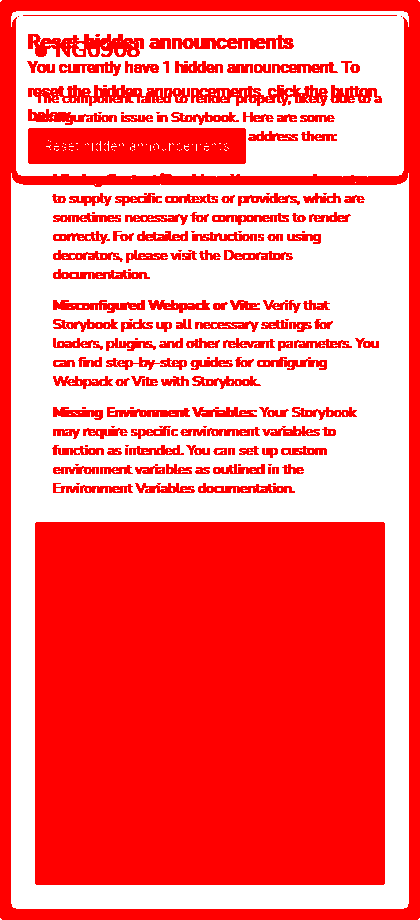 Reset hidden announcements
NG0908
You currently have 1 hidden announcement. To
reset the hidden announcements, click the button
below.
The component failed to render properly, likely due to a
configuration issue in Storybook. Here are some
address them:
Reset hidden announcements
to supply specific contexts or providers, which are
sometimes necessary for components to render
correctly. For detailed instructions on using
decorators, please visit the Decorators
documentation.
Misconfigured Webpack or Vite: Verify that
Storybook picks up all necessary settings for
loaders, plugins, and other relevant parameters. You
can find step-by-step guides for configuring
Webpack or Vite with Storybook.
Missing Environment Variables: Your Storybook
may require specific environment variables to
function as intended. You can set up custom
environment variables as outlined in the
Environment Variables documentation.